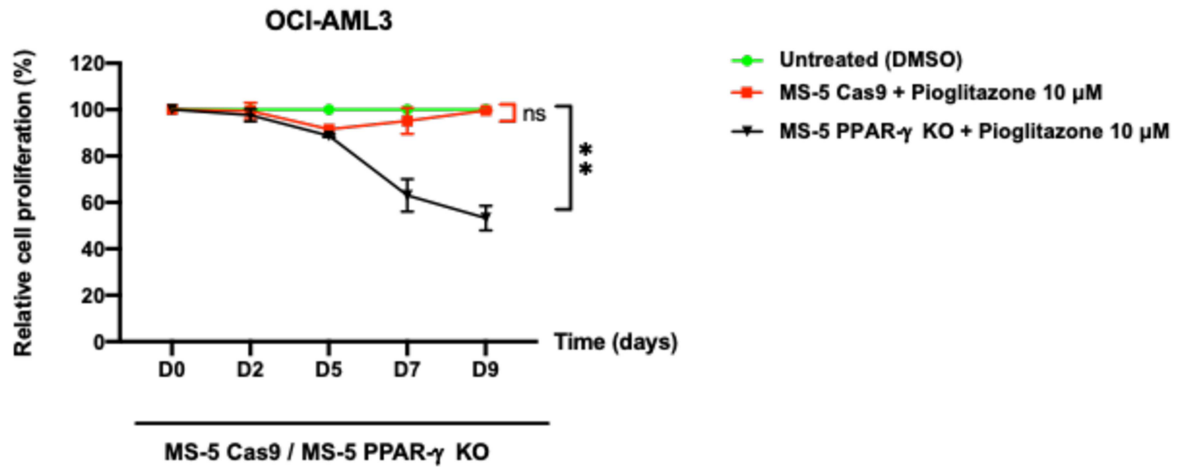 OCI-AML3
Relative cell proliferation (%)
120
100
80
60
40
20
0
D0 D2 D5 D7 D9
Time (days)
ns
**
Untreated (DMSO)
MS-5 Cas9 + Pioglitazone 10 µM
MS-5 PPAR-γ KO + Pioglitazone 10 µM
MS-5 Cas9 / MS-5 PPAR-γ KO